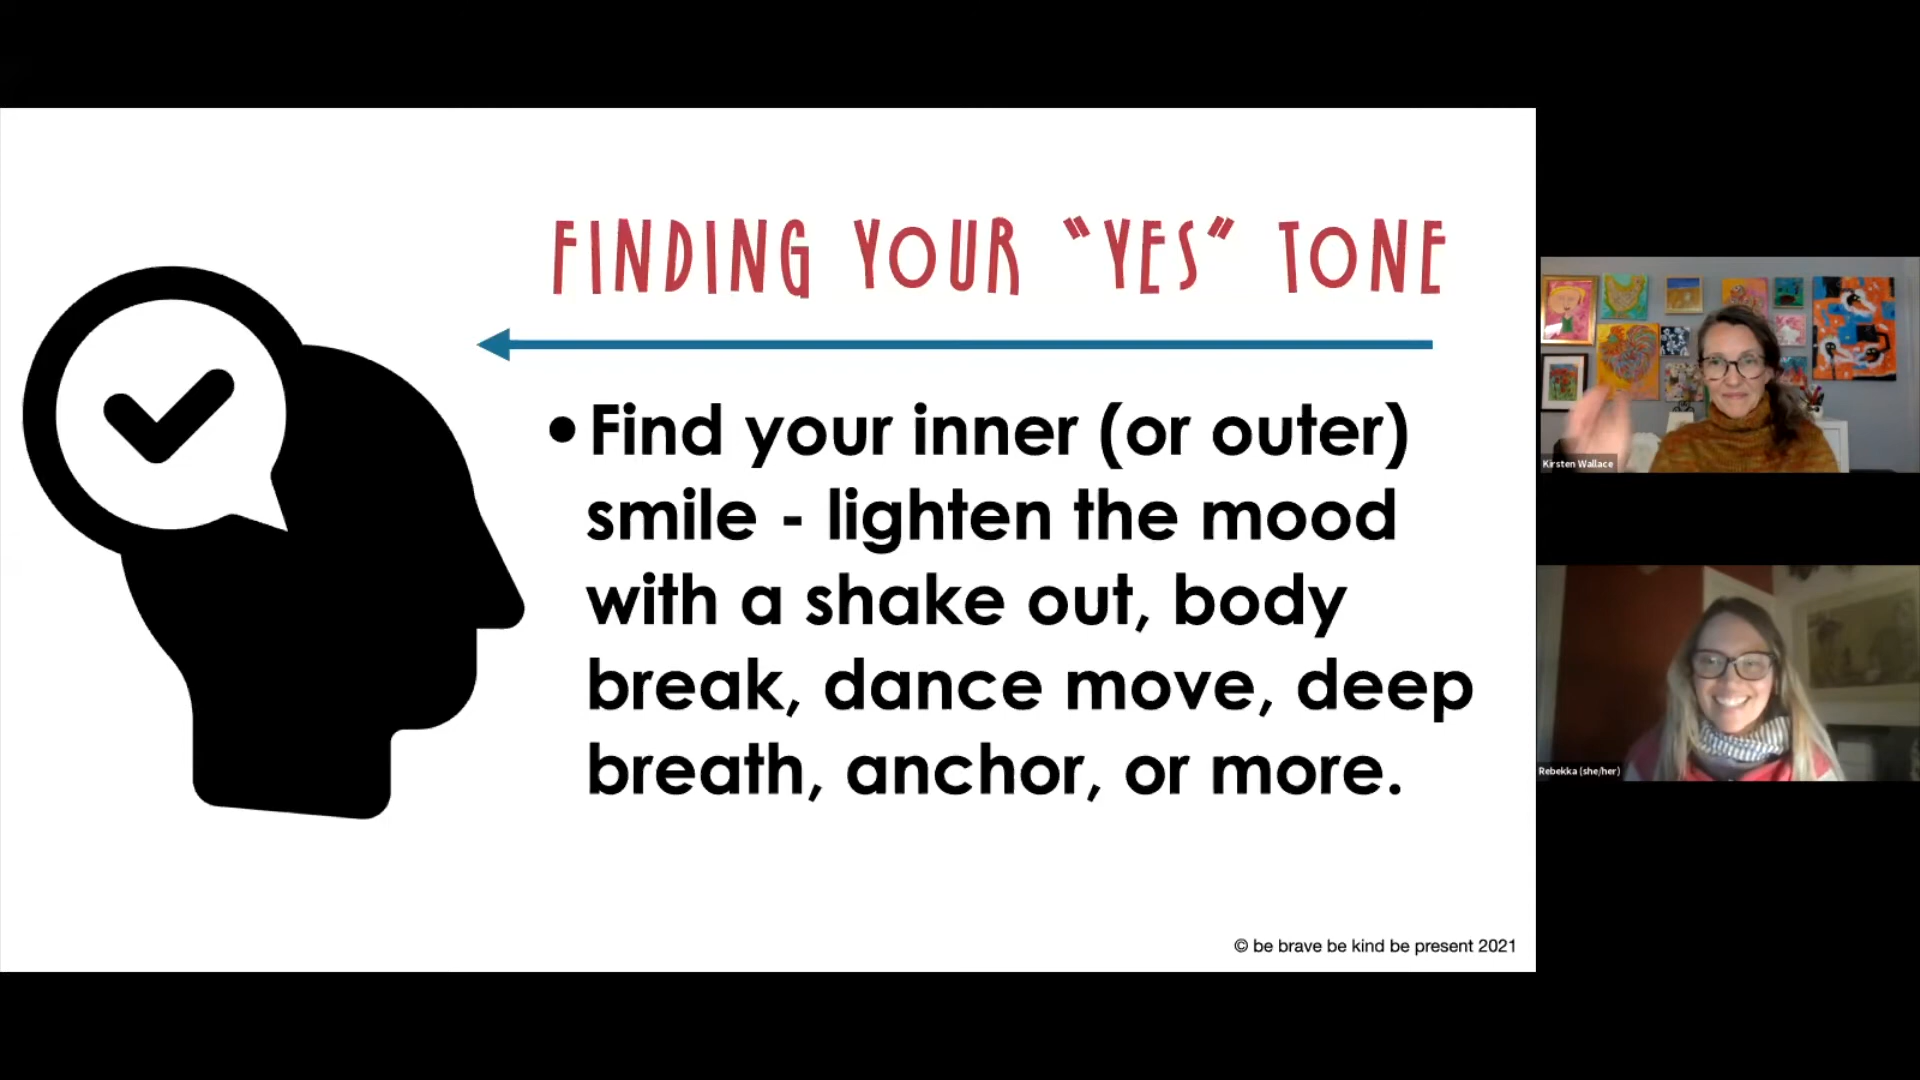 FINDING YOUR "YES" TONE
•Find your inner (or outer)
smile - lighten the mood
with a shake out, body
break, dance move, deep
breath, anchor, or more.
© be brave be kind be present 2021
Kirsten Wallace
Rebekka (she/her)